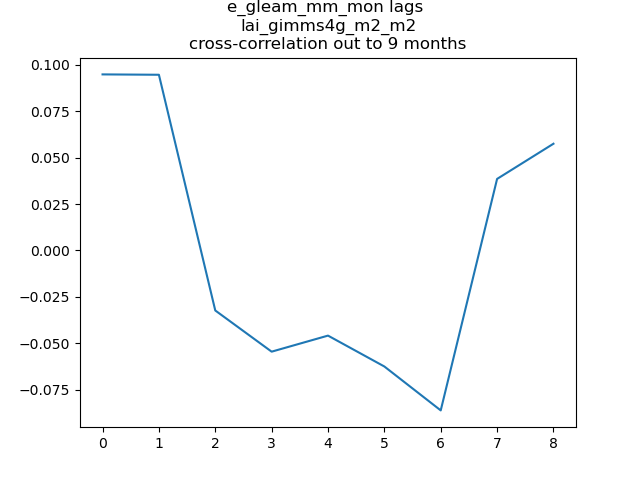 e_gleam_mm_mon lags
lai_gimms4g_m2_m2
cross-correlation out to 9 months
0.100
0.075
0.050
0.025
0.000
−0.025
−0.050
−0.075
0 1 2 3 4 5 6 7 8